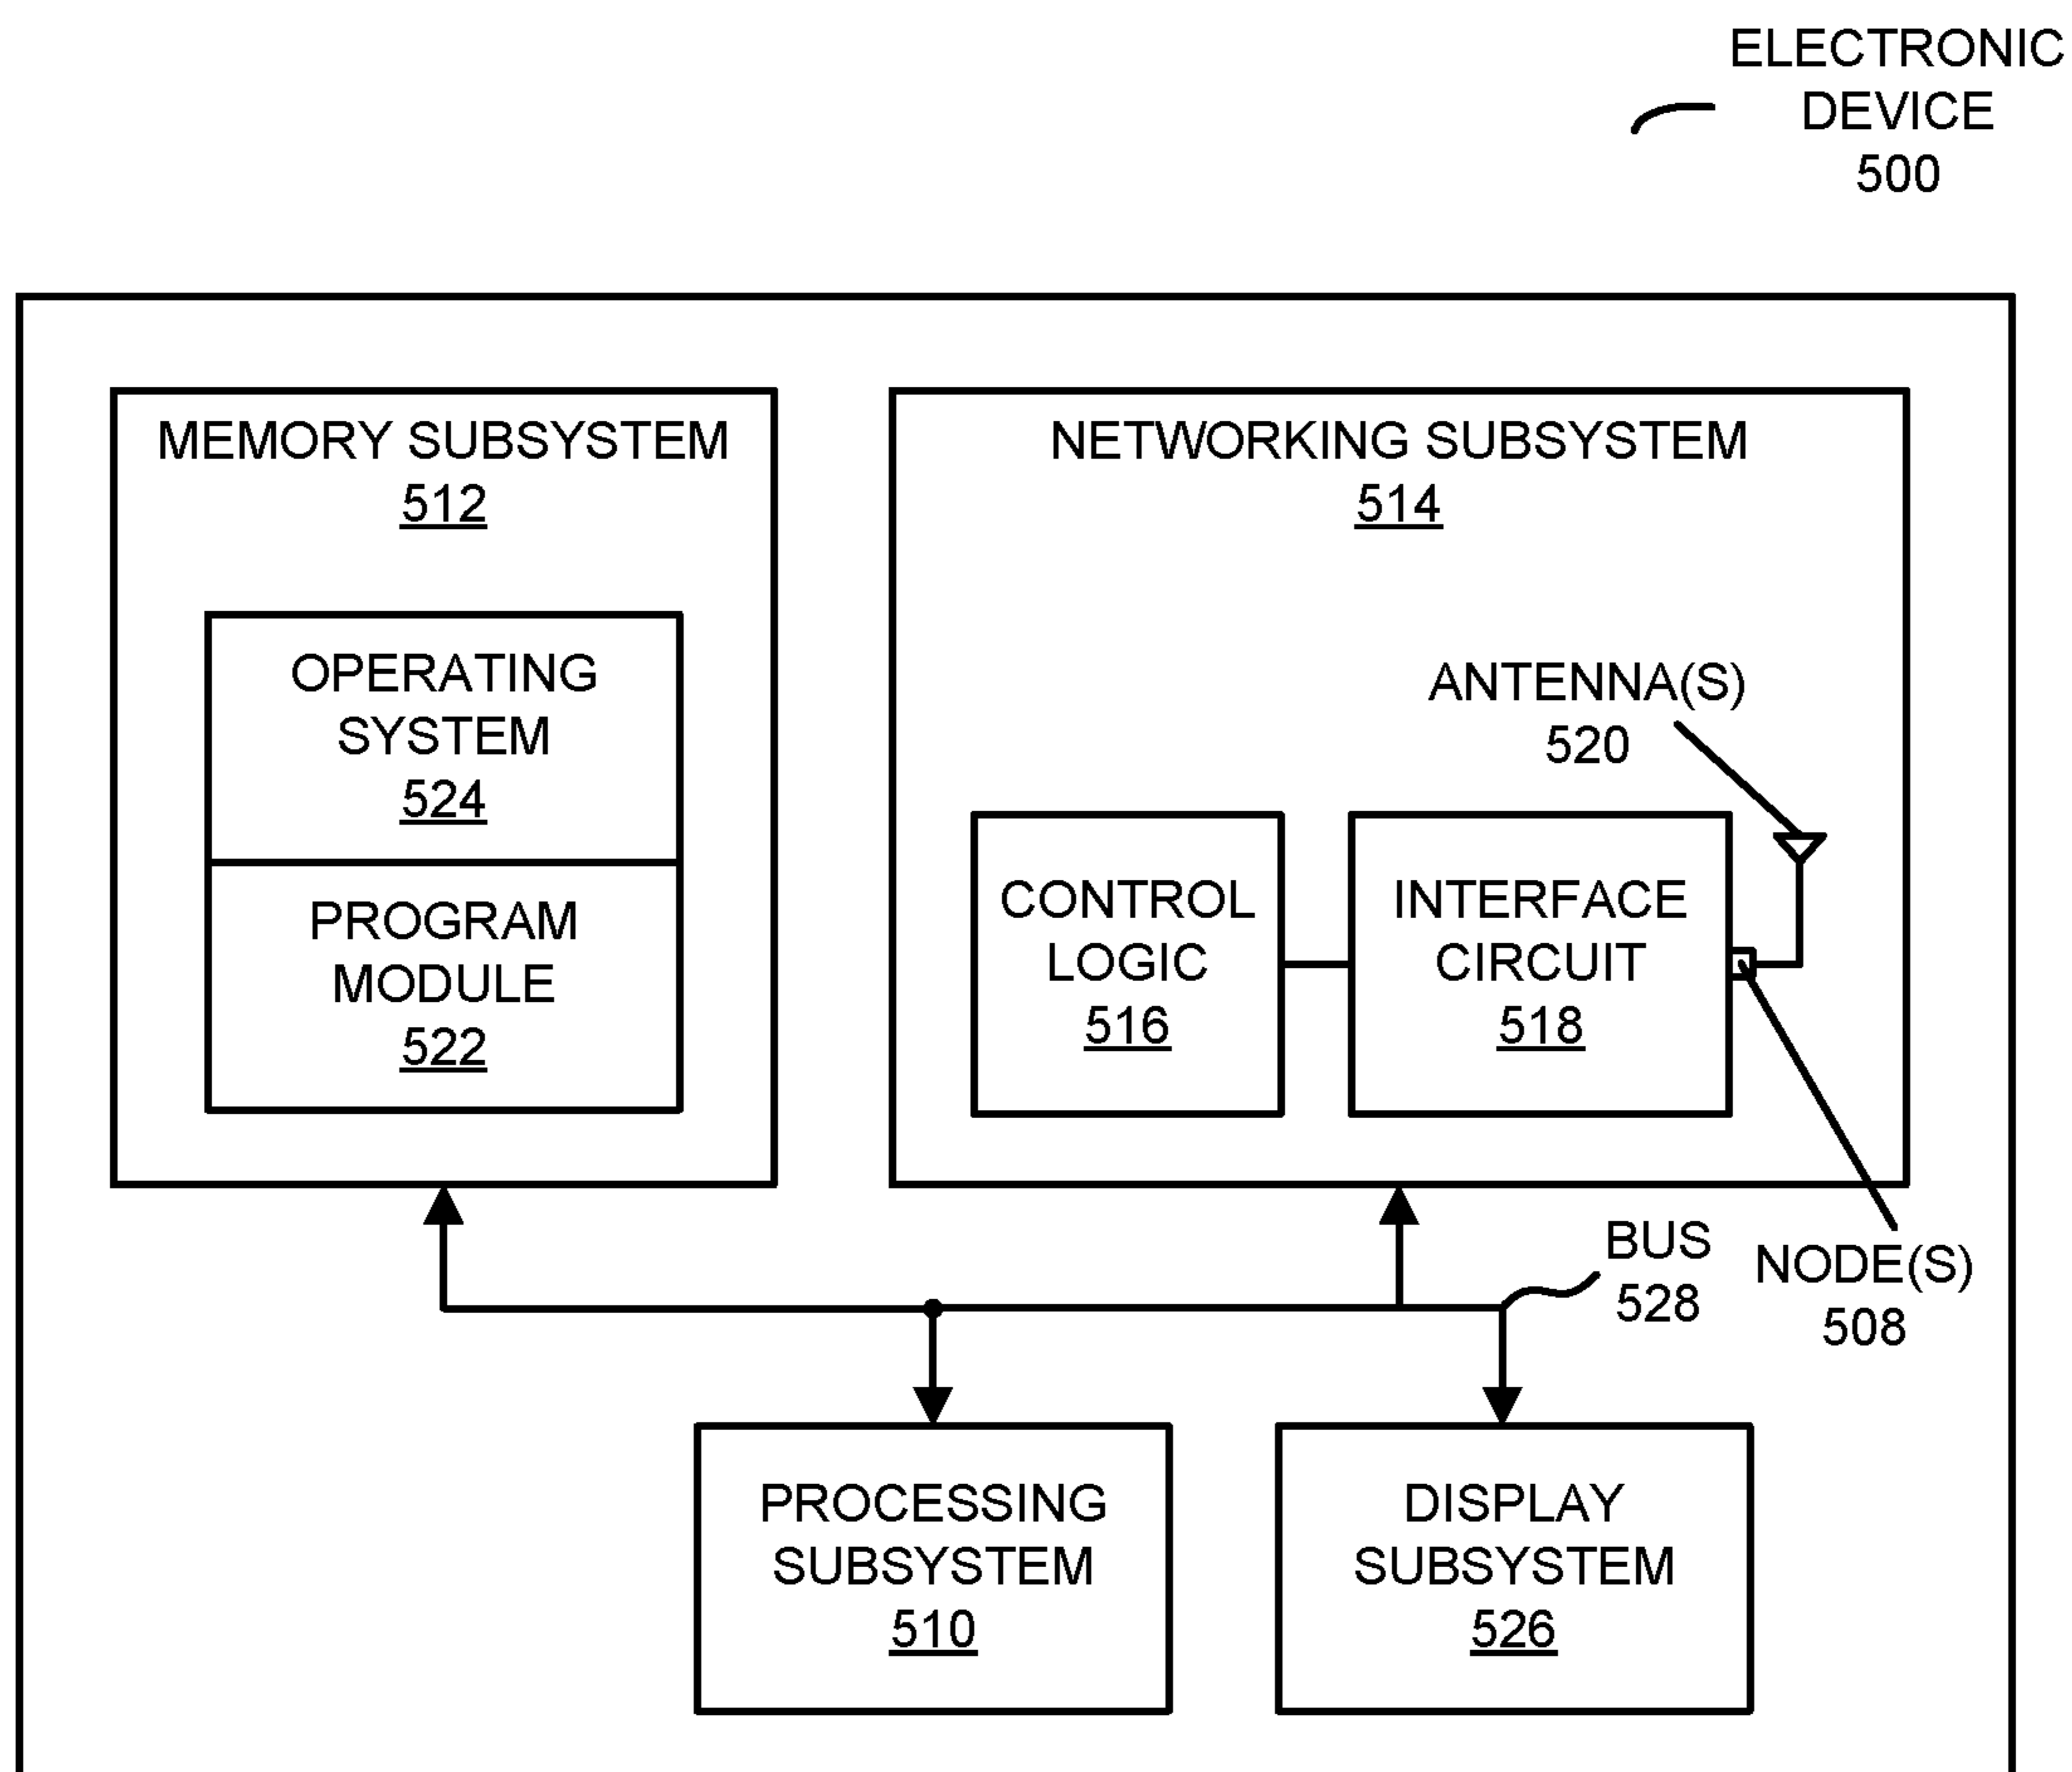 ELECTRONIC
DEVICE
500
MEMORY SUBSYSTEM
512
OPERATING
SYSTEM
524
PROGRAM
MODULE
522
NETWORKING SUBSYSTEM
514
ANTENNA(S)
520
CONTROL
LOGIC
516
INTERFACE
CIRCUIT
518
BUS
528
NODE(S)
508
PROCESSING
SUBSYSTEM
510
DISPLAY
SUBSYSTEM
526